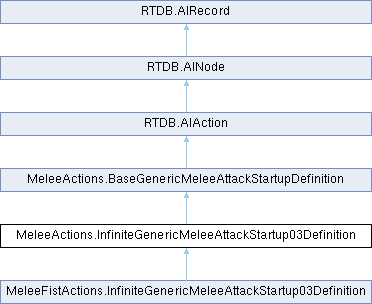 RTDB.AIRecord
RTDB.AINode
RTDB.AIAction
MeleeActions.BaseGenericMeleeAttackStartupDefinition
MeleeActions.InfiniteGenericMeleeAttackStartup03Definition
MeleeFistActions.InfiniteGenericMeleeAttackStartup03Definition